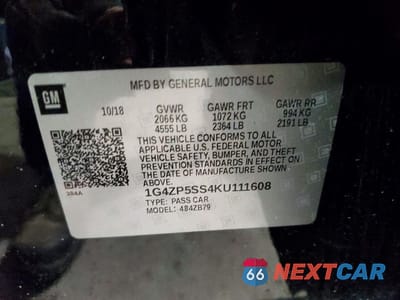 MFD BY GENERAL MOTORS LLC
GM
10/18 GVWR GAWR FRT GAWR RR
2066 KG 1072 KG 994 KG
4555 LB 2364 LB 2191 LB
THIS VEHICLE CONFORMS TO ALL
APPLICABLE U.S. FEDERAL MOTOR
VEHICLE SAFETY, BUMPER, AND THEFT
PREVENTION STANDARDS IN EFFECT ON
THE DATE OF MANUFACTURE SHOWN
ABOVE.
384A
1G4ZP5SS4KU111608
TYPE: PASS CAR
MODEL: 4S4ZB79
66 NEXTCAR